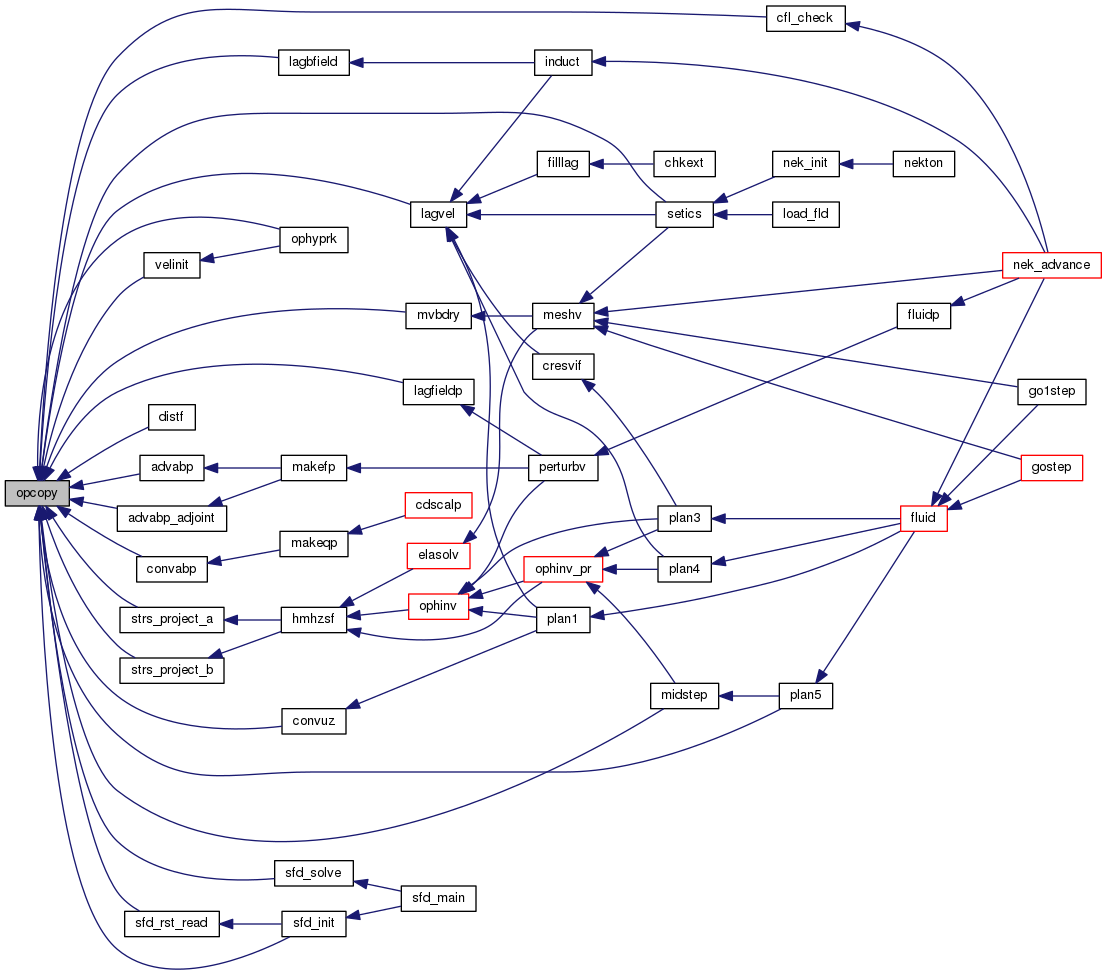 cfl_check
lagbfield
induct
filllag
chkext
nek_init
nekton
lagvel
setics
load_fld
ophyprk
velinit
nek_advance
mvbdry
meshv
fluidp
cresvif
lagfieldp
go1step
distf
advabp
makefp
perturbv
gostep
opcopy
cdscalp
advabp_adjoint
plan3
fluid
makeqp
elasolv
convabp
ophinv_pr
plan4
ophinv
strs_project_a
hmhzsf
plan1
strs_project_b
midstep
plan5
convuz
sfd_solve
sfd_main
sfd_rst_read
sfd_init